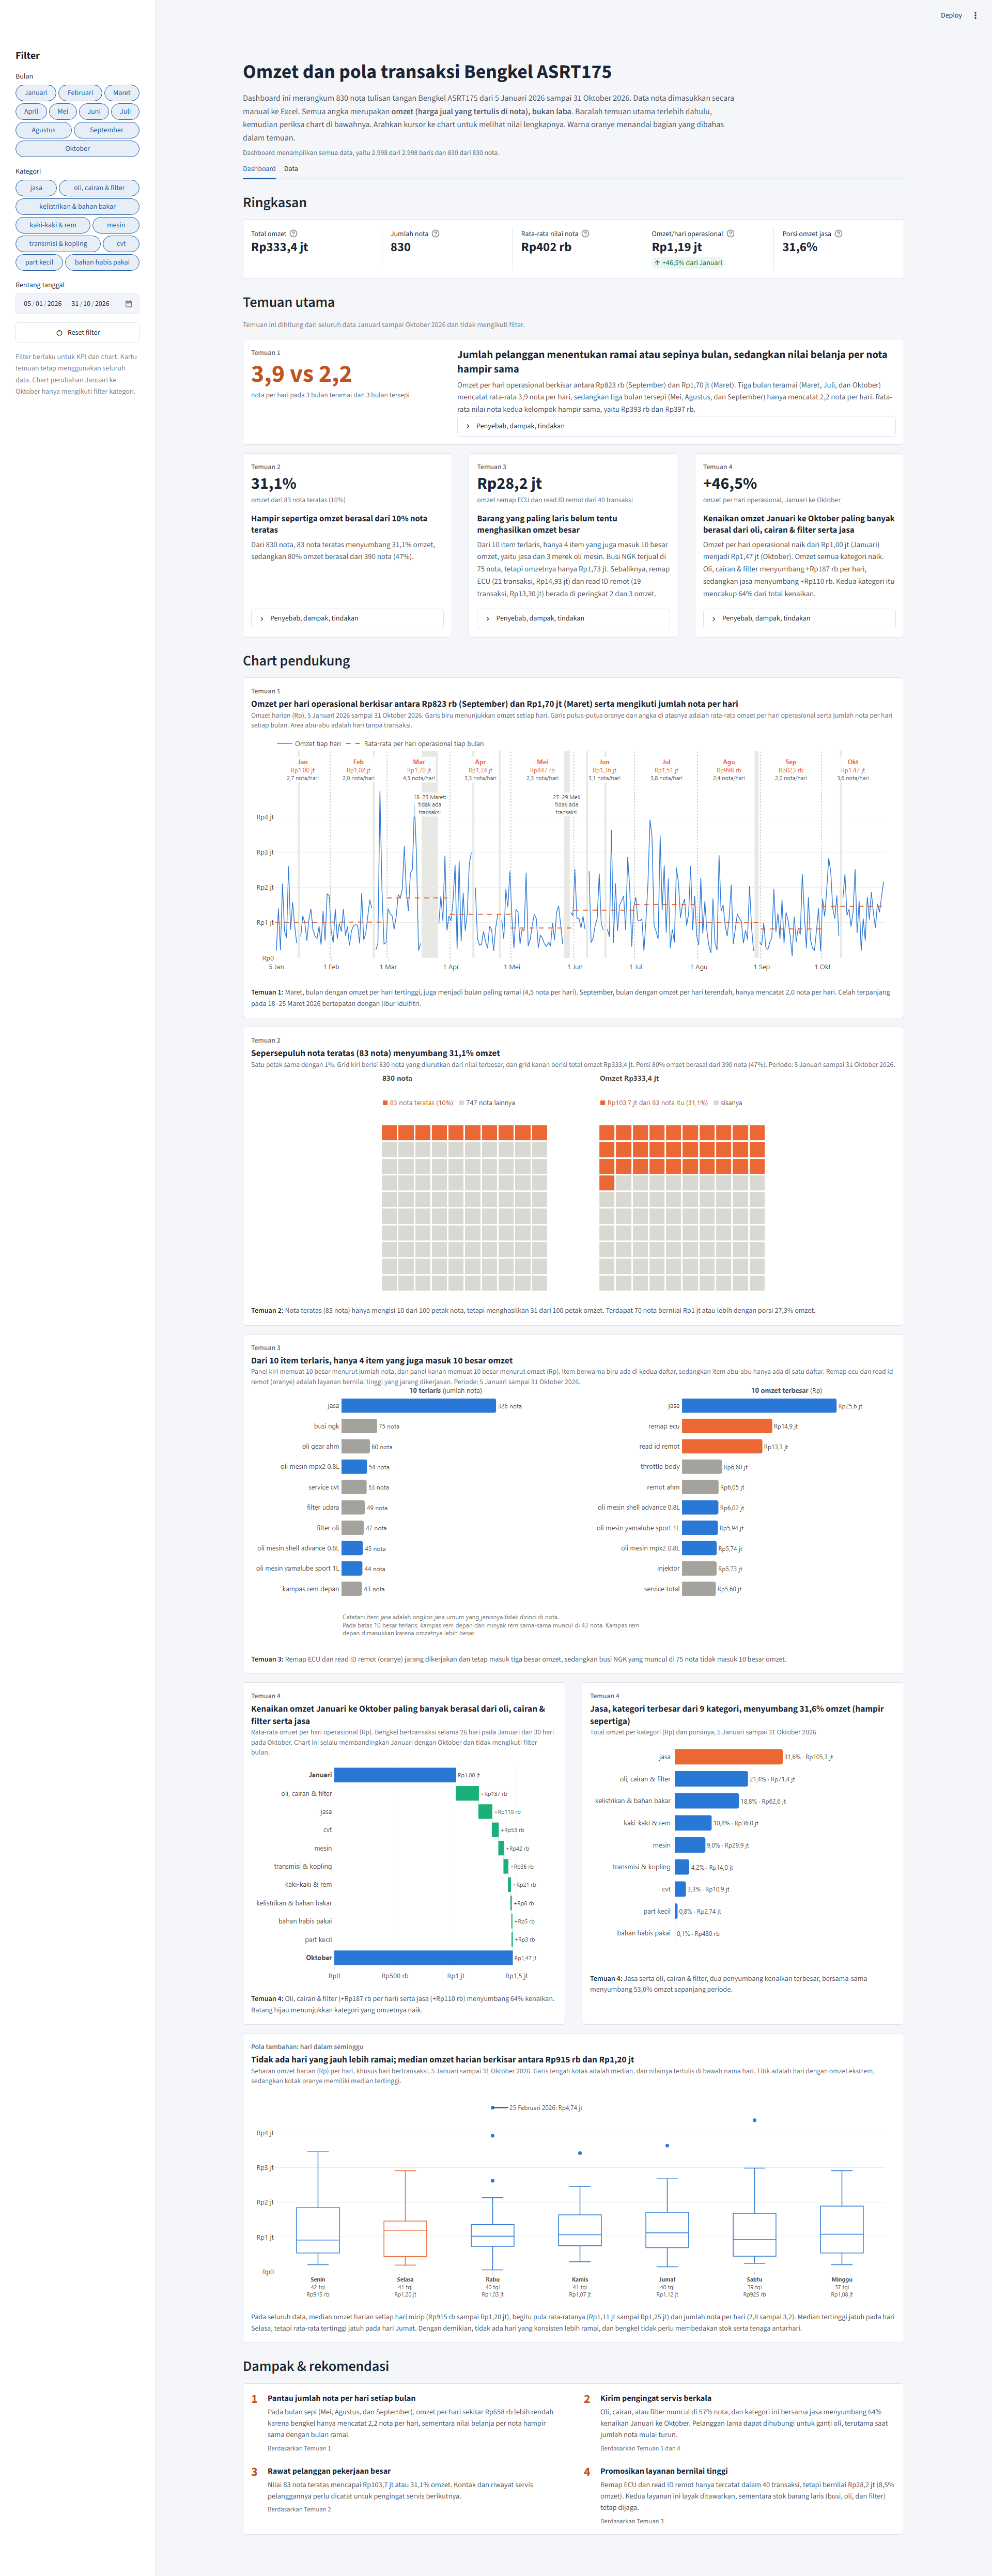 Deploy
Filter
Bulan
Januari Februari Maret
April Mei Juni Juli
Agustus September
Oktober
Kategori
jasa oli, cairan & filter
kelistrikan & bahan bakar
kaki-kaki & rem mesin
transmisi & kopling cvt
part kecil bahan habis pakai
Rentang tanggal
05 / 01 / 2026 – 31 / 10 / 2026
Reset filter
Filter berlaku untuk KPI dan chart. Kartu
temuan tetap menggunakan seluruh
data. Chart perubahan Januari ke
Oktober hanya mengikuti filter kategori.
Omzet dan pola transaksi Bengkel ASRT175
Dashboard ini merangkum 830 nota tulisan tangan Bengkel ASRT175 dari 5 Januari 2026 sampai 31 Oktober 2026. Data nota dimasukkan secara
manual ke Excel. Semua angka merupakan omzet (harga jual yang tertulis di nota), bukan laba. Bacalah temuan utama terlebih dahulu,
kemudian periksa chart di bawahnya. Arahkan kursor ke chart untuk melihat nilai lengkapnya. Warna oranye menandai bagian yang dibahas
dalam temuan.
Dashboard menampilkan semua data, yaitu 2.998 dari 2.998 baris dan 830 dari 830 nota.
Dashboard Data
Ringkasan
Total omzet
Rp333,4 jt
Jumlah nota
830
Rata-rata nilai nota
Rp402 rb
Omzet/hari operasional
Rp1,19 jt
↑ +46,5% dari Januari
Porsi omzet jasa
31,6%
Temuan utama
Temuan ini dihitung dari seluruh data Januari sampai Oktober 2026 dan tidak mengikuti filter.
Temuan 1
3,9 vs 2,2
nota per hari pada 3 bulan teramai dan 3 bulan tersepi
Jumlah pelanggan menentukan ramai atau sepinya bulan, sedangkan nilai belanja per nota
hampir sama
Omzet per hari operasional berkisar antara Rp823 rb (September) dan Rp1,70 jt (Maret). Tiga bulan teramai (Maret, Juli, dan Oktober)
mencatat rata-rata 3,9 nota per hari, sedangkan tiga bulan tersepi (Mei, Agustus, dan September) hanya mencatat 2,2 nota per hari. Rata-
rata nilai nota kedua kelompok hampir sama, yaitu Rp393 rb dan Rp397 rb.
Penyebab, dampak, tindakan
Temuan 2
31,1%
omzet dari 83 nota teratas (10%)
Hampir sepertiga omzet berasal dari 10% nota
teratas
Dari 830 nota, 83 nota teratas menyumbang 31,1% omzet,
sedangkan 80% omzet berasal dari 390 nota (47%).
Penyebab, dampak, tindakan
Temuan 3
Rp28,2 jt
omzet remap ECU dan read ID remot dari 40 transaksi
Barang yang paling laris belum tentu
menghasilkan omzet besar
Dari 10 item terlaris, hanya 4 item yang juga masuk 10 besar
omzet, yaitu jasa dan 3 merek oli mesin. Busi NGK terjual di
75 nota, tetapi omzetnya hanya Rp1,73 jt. Sebaliknya, remap
ECU (21 transaksi, Rp14,93 jt) dan read ID remot (19
transaksi, Rp13,30 jt) berada di peringkat 2 dan 3 omzet.
Penyebab, dampak, tindakan
Temuan 4
+46,5%
omzet per hari operasional, Januari ke Oktober
Kenaikan omzet Januari ke Oktober paling banyak
berasal dari oli, cairan & filter serta jasa
Omzet per hari operasional naik dari Rp1,00 jt (Januari)
menjadi Rp1,47 jt (Oktober). Omzet semua kategori naik.
Oli, cairan & filter menyumbang +Rp187 rb per hari,
sedangkan jasa menyumbang +Rp110 rb. Kedua kategori itu
mencakup 64% dari total kenaikan.
Penyebab, dampak, tindakan
Chart pendukung
Temuan 1
Omzet per hari operasional berkisar antara Rp823 rb (September) dan Rp1,70 jt (Maret) serta mengikuti jumlah nota per hari
Omzet harian (Rp), 5 Januari 2026 sampai 31 Oktober 2026. Garis biru menunjukkan omzet setiap hari. Garis putus-putus oranye dan angka di atasnya adalah rata-rata omzet per hari operasional serta jumlah nota per hari
setiap bulan. Area abu-abu adalah hari tanpa transaksi.
Omzet tiap hari Rata-rata per hari operasional tiap bulan
Jan Feb Mar Apr Mei Jun Jul Agu Sep Okt
Rp1,00 jt Rp1,02 jt Rp1,70 jt Rp1,24 jt Rp847 rb Rp1,36 jt Rp1,51 jt Rp998 rb Rp823 rb Rp1,47 jt
2,7 nota/hari 2,0 nota/hari 4,5 nota/hari 3,3 nota/hari 2,3 nota/hari 3,1 nota/hari 3,8 nota/hari 2,4 nota/hari 2,0 nota/hari 3,6 nota/hari
18–25 Maret
tidak ada
transaksi
27–29 Mei
tidak ada
transaksi
Rp4 jt
Rp3 jt
Rp2 jt
Rp1 jt
Rp0
5 Jan 1 Feb 1 Mar 1 Apr 1 Mei 1 Jun 1 Jul 1 Agu 1 Sep 1 Okt
Temuan 1: Maret, bulan dengan omzet per hari tertinggi, juga menjadi bulan paling ramai (4,5 nota per hari). September, bulan dengan omzet per hari terendah, hanya mencatat 2,0 nota per hari. Celah terpanjang
pada 18–25 Maret 2026 bertepatan dengan libur Idulfitri.
Temuan 2
Sepersepuluh nota teratas (83 nota) menyumbang 31,1% omzet
Satu petak sama dengan 1%. Grid kiri berisi 830 nota yang diurutkan dari nilai terbesar, dan grid kanan berisi total omzet Rp333,4 jt. Porsi 80% omzet berasal dari 390 nota (47%). Periode: 5 Januari sampai 31 Oktober 2026.
830 nota
83 nota teratas (10%) 747 nota lainnya
Omzet Rp333,4 jt
Rp103,7 jt dari 83 nota itu (31,1%) sisanya
Temuan 2: Nota teratas (83 nota) hanya mengisi 10 dari 100 petak nota, tetapi menghasilkan 31 dari 100 petak omzet. Terdapat 70 nota bernilai Rp1 jt atau lebih dengan porsi 27,3% omzet.
Temuan 3
Dari 10 item terlaris, hanya 4 item yang juga masuk 10 besar omzet
Panel kiri memuat 10 besar menurut jumlah nota, dan panel kanan memuat 10 besar menurut omzet (Rp). Item berwarna biru ada di kedua daftar, sedangkan item abu-abu hanya ada di satu daftar. Remap ecu dan read id
remot (oranye) adalah layanan bernilai tinggi yang jarang dikerjakan. Periode: 5 Januari sampai 31 Oktober 2026.
10 terlaris (jumlah nota)
jasa 326 nota
busi ngk 75 nota
oli gear ahm 60 nota
oli mesin mpx2 0.8L 54 nota
service cvt 53 nota
filter udara 49 nota
filter oli 47 nota
oli mesin shell advance 0.8L 45 nota
oli mesin yamalube sport 1L 44 nota
kampas rem depan 43 nota
10 omzet terbesar (Rp)
jasa Rp25,6 jt
remap ecu Rp14,9 jt
read id remot Rp13,3 jt
throttle body Rp6,60 jt
remot ahm Rp6,05 jt
oli mesin shell advance 0.8L Rp6,02 jt
oli mesin yamalube sport 1L Rp5,94 jt
oli mesin mpx2 0.8L Rp5,74 jt
injektor Rp5,73 jt
service total Rp5,60 jt
Catatan: item jasa adalah ongkos jasa umum yang jenisnya tidak dirinci di nota.
Pada batas 10 besar terlaris, kampas rem depan dan minyak rem sama-sama muncul di 43 nota. Kampas rem
depan dimasukkan karena omzetnya lebih besar.
Temuan 3: Remap ECU dan read ID remot (oranye) jarang dikerjakan dan tetap masuk tiga besar omzet, sedangkan busi NGK yang muncul di 75 nota tidak masuk 10 besar omzet.
Temuan 4
Kenaikan omzet Januari ke Oktober paling banyak berasal dari oli, cairan &
filter serta jasa
Rata-rata omzet per hari operasional (Rp). Bengkel bertransaksi selama 26 hari pada Januari dan 30 hari
pada Oktober. Chart ini selalu membandingkan Januari dengan Oktober dan tidak mengikuti filter
bulan.
Januari Rp1,00 jt
oli, cairan & filter +Rp187 rb
jasa +Rp110 rb
cvt +Rp53 rb
mesin +Rp42 rb
transmisi & kopling +Rp36 rb
kaki-kaki & rem +Rp21 rb
kelistrikan & bahan bakar +Rp8 rb
bahan habis pakai +Rp5 rb
part kecil +Rp3 rb
Oktober Rp1,47 jt
Rp0 Rp500 rb Rp1 jt Rp1,5 jt
Temuan 4: Oli, cairan & filter (+Rp187 rb per hari) serta jasa (+Rp110 rb) menyumbang 64% kenaikan.
Batang hijau menunjukkan kategori yang omzetnya naik.
Temuan 4
Jasa, kategori terbesar dari 9 kategori, menyumbang 31,6% omzet (hampir
sepertiga)
Total omzet per kategori (Rp) dan porsinya, 5 Januari sampai 31 Oktober 2026
jasa 31,6% - Rp105,3 jt
oli, cairan & filter 21,4% - Rp71,4 jt
kelistrikan & bahan bakar 18,8% - Rp62,6 jt
kaki-kaki & rem 10,8% - Rp36,0 jt
mesin 9,0% - Rp29,9 jt
transmisi & kopling 4,2% - Rp14,0 jt
cvt 3,3% - Rp10,9 jt
part kecil 0,8% - Rp2,74 jt
bahan habis pakai 0,1% - Rp480 rb
Temuan 4: Jasa serta oli, cairan & filter, dua penyumbang kenaikan terbesar, bersama-sama
menyumbang 53,0% omzet sepanjang periode.
Pola tambahan: hari dalam seminggu
Tidak ada hari yang jauh lebih ramai; median omzet harian berkisar antara Rp915 rb dan Rp1,20 jt
Sebaran omzet harian (Rp) per hari, khusus hari bertransaksi, 5 Januari sampai 31 Oktober 2026. Garis tengah kotak adalah median, dan nilainya tertulis di bawah nama hari. Titik adalah hari dengan omzet ekstrem,
sedangkan kotak oranye memiliki median tertinggi.
25 Februari 2026: Rp4,74 jt
Rp4 jt
Rp3 jt
Rp2 jt
Rp1 jt
Rp0
Senin Selasa Rabu Kamis Jumat Sabtu Minggu
42 tgl 41 tgl 40 tgl 41 tgl 40 tgl 39 tgl 37 tgl
Rp915 rb Rp1,20 jt Rp1,03 jt Rp1,07 jt Rp1,12 jt Rp925 rb Rp1,08 jt
Pada seluruh data, median omzet harian setiap hari mirip (Rp915 rb sampai Rp1,20 jt), begitu pula rata-ratanya (Rp1,11 jt sampai Rp1,25 jt) dan jumlah nota per hari (2,8 sampai 3,2). Median tertinggi jatuh pada hari
Selasa, tetapi rata-rata tertinggi jatuh pada hari Jumat. Dengan demikian, tidak ada hari yang konsisten lebih ramai, dan bengkel tidak perlu membedakan stok serta tenaga antarhari.
Dampak & rekomendasi
1 Pantau jumlah nota per hari setiap bulan
Pada bulan sepi (Mei, Agustus, dan September), omzet per hari sekitar Rp658 rb lebih rendah
karena bengkel hanya mencatat 2,2 nota per hari, sementara nilai belanja per nota hampir
sama dengan bulan ramai.
Berdasarkan Temuan 1
2 Kirim pengingat servis berkala
Oli, cairan, atau filter muncul di 57% nota, dan kategori ini bersama jasa menyumbang 64%
kenaikan Januari ke Oktober. Pelanggan lama dapat dihubungi untuk ganti oli, terutama saat
jumlah nota mulai turun.
Berdasarkan Temuan 1 dan 4
3 Rawat pelanggan pekerjaan besar
Nilai 83 nota teratas mencapai Rp103,7 jt atau 31,1% omzet. Kontak dan riwayat servis
pelanggannya perlu dicatat untuk pengingat servis berikutnya.
Berdasarkan Temuan 2
4 Promosikan layanan bernilai tinggi
Remap ECU dan read ID remot hanya tercatat dalam 40 transaksi, tetapi bernilai Rp28,2 jt (8,5%
omzet). Kedua layanan ini layak ditawarkan, sementara stok barang laris (busi, oli, dan filter)
tetap dijaga.
Berdasarkan Temuan 3